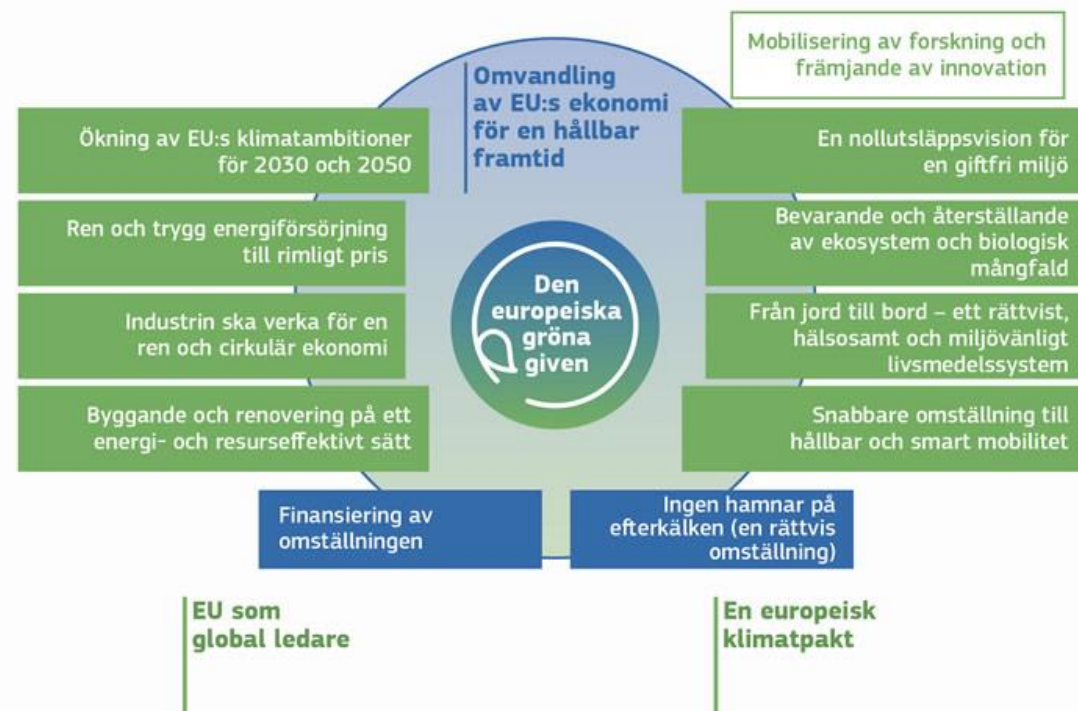 Mobilisering av forskning och
främjande av innovation
Omvandling
av EU:s ekonomi
för en hållbar
framtid
Ökning av EU:s klimatambitioner
för 2030 och 2050
Ren och trygg energiförsörjning
till rimligt pris
Industrin ska verka för en
ren och cirkulär ekonomi
Byggande och renovering på ett
energi- och resurseffektivt sätt
Den
europeiska
gröna
given
En nollutsläppsvision för
en giftfri miljö
Bevarande och återställande
av ekosystem och biologisk
mångfald
Från jord till bord – ett rättvist,
hälsosamt och miljövänligt
livsmedelssystem
Snabbare omställning till
hållbar och smart mobilitet
Finansiering av
omställningen
Ingen hamnar på
efterkälken (en rättvis
omställning)
EU som
global ledare
En europeisk
klimatpakt